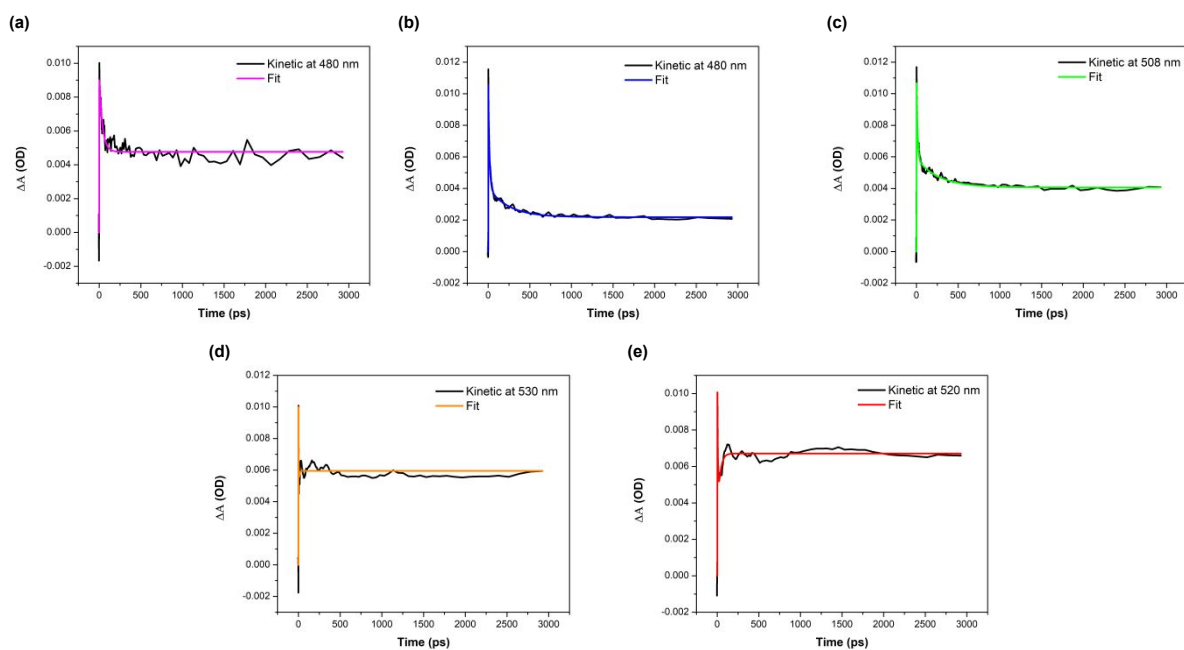 (a)
Kinetic at 480 nm
Fit
ΔA (OD)
0.010
0.008
0.006
0.004
0.002
0.000
-0.002
0 500 1000 1500 2000 2500 3000
Time (ps)
(b)
Kinetic at 480 nm
Fit
ΔA (OD)
0.012
0.010
0.008
0.006
0.004
0.002
0.000
-0.002
0 500 1000 1500 2000 2500 3000
Time (ps)
(c)
Kinetic at 508 nm
Fit
ΔA (OD)
0.012
0.010
0.008
0.006
0.004
0.002
0.000
-0.002
0 500 1000 1500 2000 2500 3000
Time (ps)
(d)
Kinetic at 530 nm
Fit
ΔA (OD)
0.012
0.010
0.008
0.006
0.004
0.002
0.000
-0.002
0 500 1000 1500 2000 2500 3000
Time (ps)
(e)
Kinetic at 520 nm
Fit
ΔA (OD)
0.010
0.008
0.006
0.004
0.002
0.000
-0.002
0 500 1000 1500 2000 2500 3000
Time (ps)